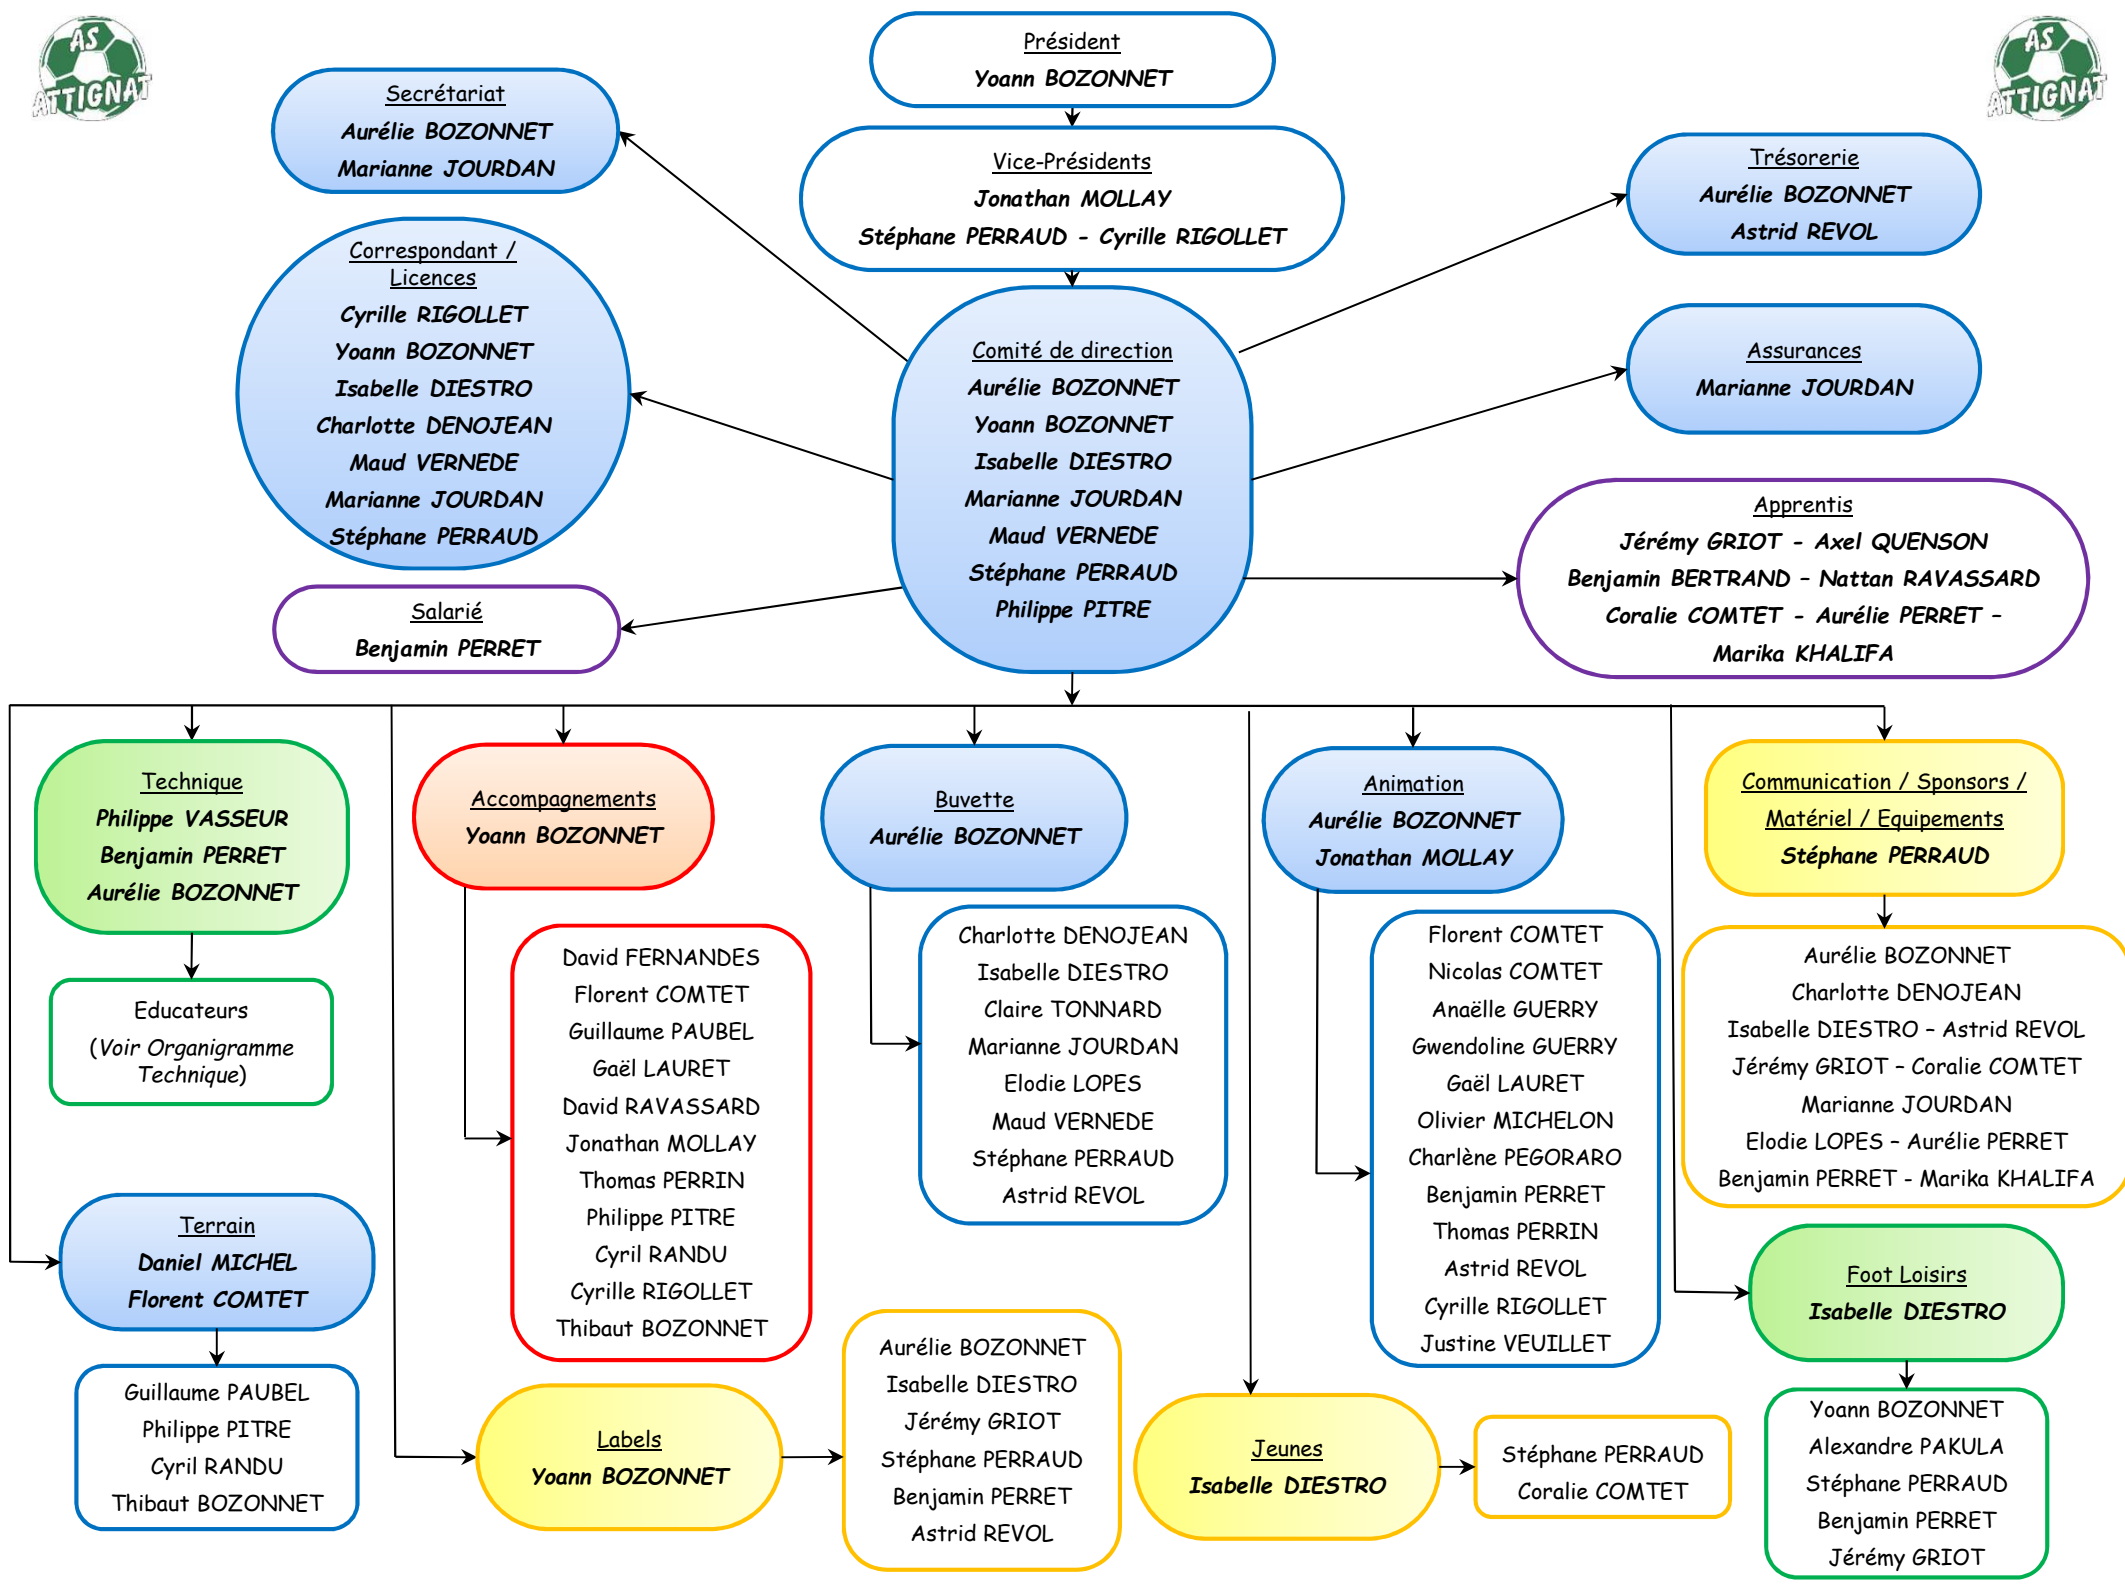 AS
ATTIGNAT
Président
Yoann BOZONNET
AS
ATTIGNAT
Secrétariat
Aurélie BOZONNET
Marianne JOURDAN
Vice-Présidents
Jonathan MOLLAY
Stéphane PERRAUD - Cyrille RIGOLLET
Trésorerie
Aurélie BOZONNET
Astrid REVOL
Correspondant /
Licences
Cyrille RIGOLLET
Yoann BOZONNET
Isabelle DIESTRO
Charlotte DENOJEAN
Maud VERNEDE
Marianne JOURDAN
Stéphane PERRAUD
Comité de direction
Aurélie BOZONNET
Yoann BOZONNET
Isabelle DIESTRO
Marianne JOURDAN
Maud VERNEDE
Stéphane PERRAUD
Philippe PITRE
Assurances
Marianne JOURDAN
Apprentis
Jérémy GRIOT - Axel QUENSON
Benjamin BERTRAND – Nattan RAVASSARD
Coralie COMTET - Aurélie PERRET –
Marika KHALIFA
Salarié
Benjamin PERRET
Technique
Philippe VASSEUR
Benjamin PERRET
Aurélie BOZONNET
Educateurs
(Voir Organigramme
Technique)
Accompagnements
Yoann BOZONNET
David FERNANDES
Florent COMTET
Guillaume PAUBEL
Gaël LAURET
David RAVASSARD
Jonathan MOLLAY
Thomas PERRIN
Philippe PITRE
Cyril RANDU
Cyrille RIGOLLET
Thibaut BOZONNET
Buvette
Aurélie BOZONNET
Charlotte DENOJEAN
Isabelle DIESTRO
Claire TONNARD
Marianne JOURDAN
Elodie LOPES
Maud VERNEDE
Stéphane PERRAUD
Astrid REVOL
Animation
Aurélie BOZONNET
Jonathan MOLLAY
Florent COMTET
Nicolas COMTET
Anaëlle GUERRY
Gwendoline GUERRY
Gaël LAURET
Olivier MICHELON
Charlène PEGORARO
Benjamin PERRET
Thomas PERRIN
Astrid REVOL
Cyrille RIGOLLET
Justine VEUILLET
Communication / Sponsors /
Matériel / Equipements
Stéphane PERRAUD
Aurélie BOZONNET
Charlotte DENOJEAN
Isabelle DIESTRO – Astrid REVOL
Jérémy GRIOT – Coralie COMTET
Marianne JOURDAN
Elodie LOPES – Aurélie PERRET
Benjamin PERRET - Marika KHALIFA
Terrain
Daniel MICHEL
Florent COMTET
Guillaume PAUBEL
Philippe PITRE
Cyril RANDU
Thibaut BOZONNET
Labels
Yoann BOZONNET
Aurélie BOZONNET
Isabelle DIESTRO
Jérémy GRIOT
Stéphane PERRAUD
Benjamin PERRET
Astrid REVOL
Jeunes
Isabelle DIESTRO
Stéphane PERRAUD
Coralie COMTET
Foot Loisirs
Isabelle DIESTRO
Yoann BOZONNET
Alexandre PAKULA
Stéphane PERRAUD
Benjamin PERRET
Jérémy GRIOT